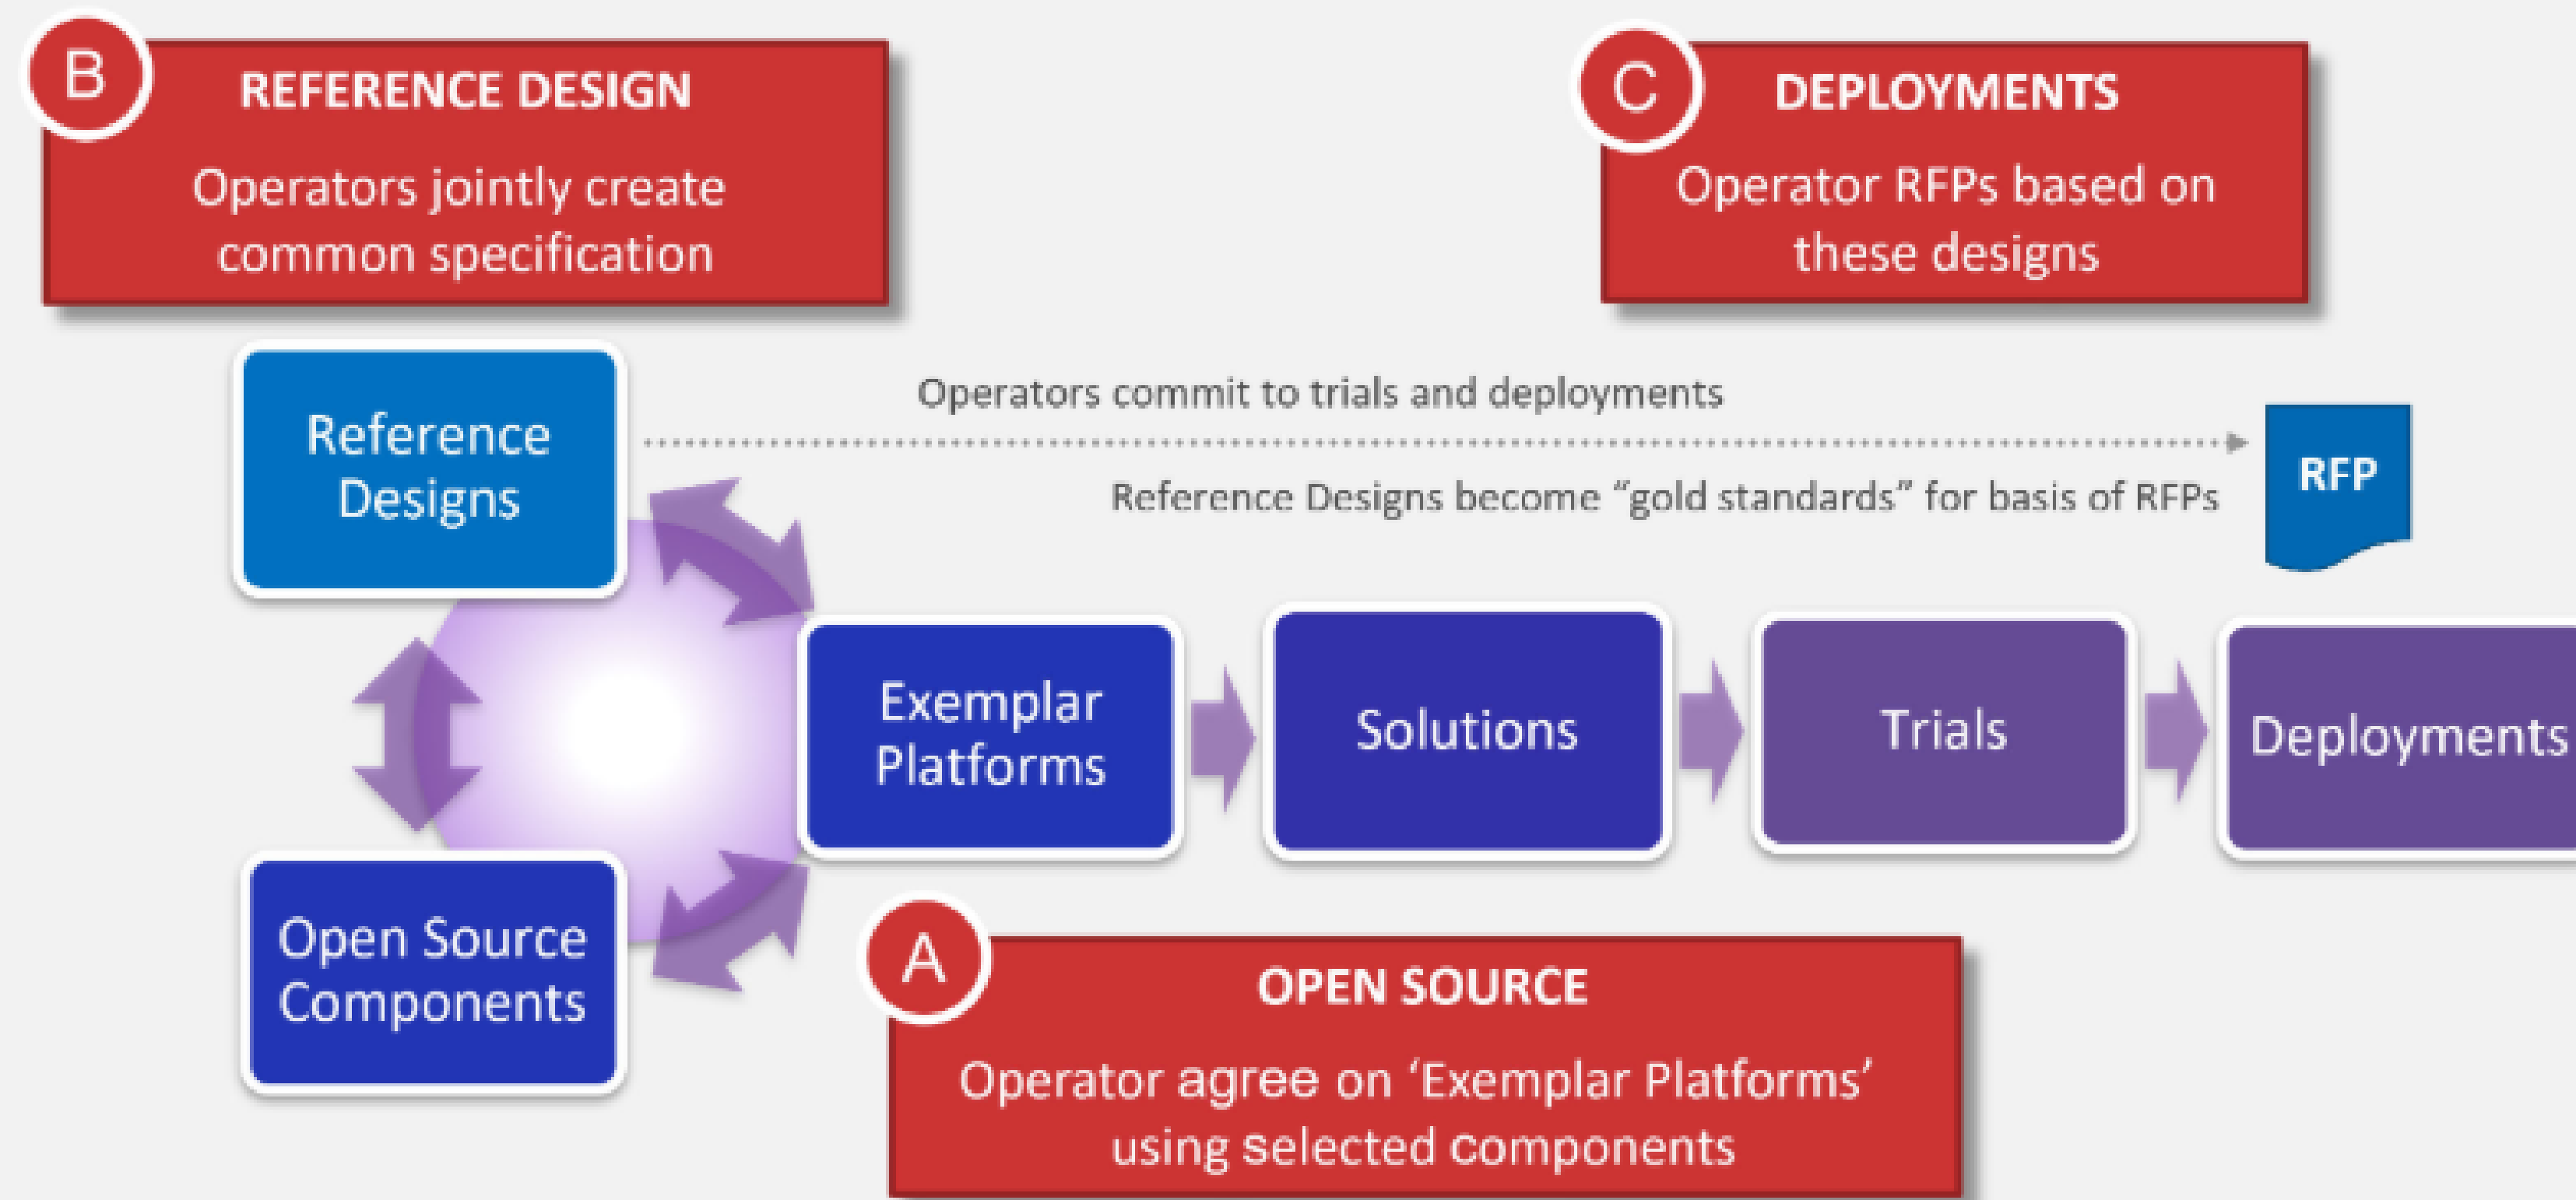 B
REFERENCE DESIGN
Operators jointly create
common specification
C
DEPLOYMENTS
Operator RFPs based on
these designs
Reference
Designs
Operators commit to trials and deployments
Reference Designs become “gold standards” for basis of RFPs
RFP
Exemplar
Platforms
Solutions
Trials
Deployments
Open Source
Components
A
OPEN SOURCE
Operator agree on ‘Exemplar Platforms’
using selected components